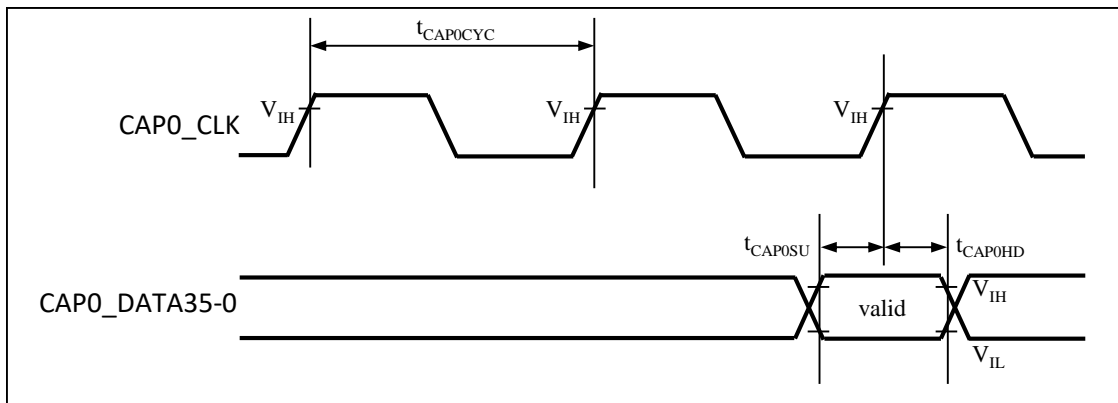 tCAP0CYC
VIH VIH VIH
CAP0_CLK
tCAP0SU tCAP0HD
CAP0_DATA35-0 valid VIH
VIL